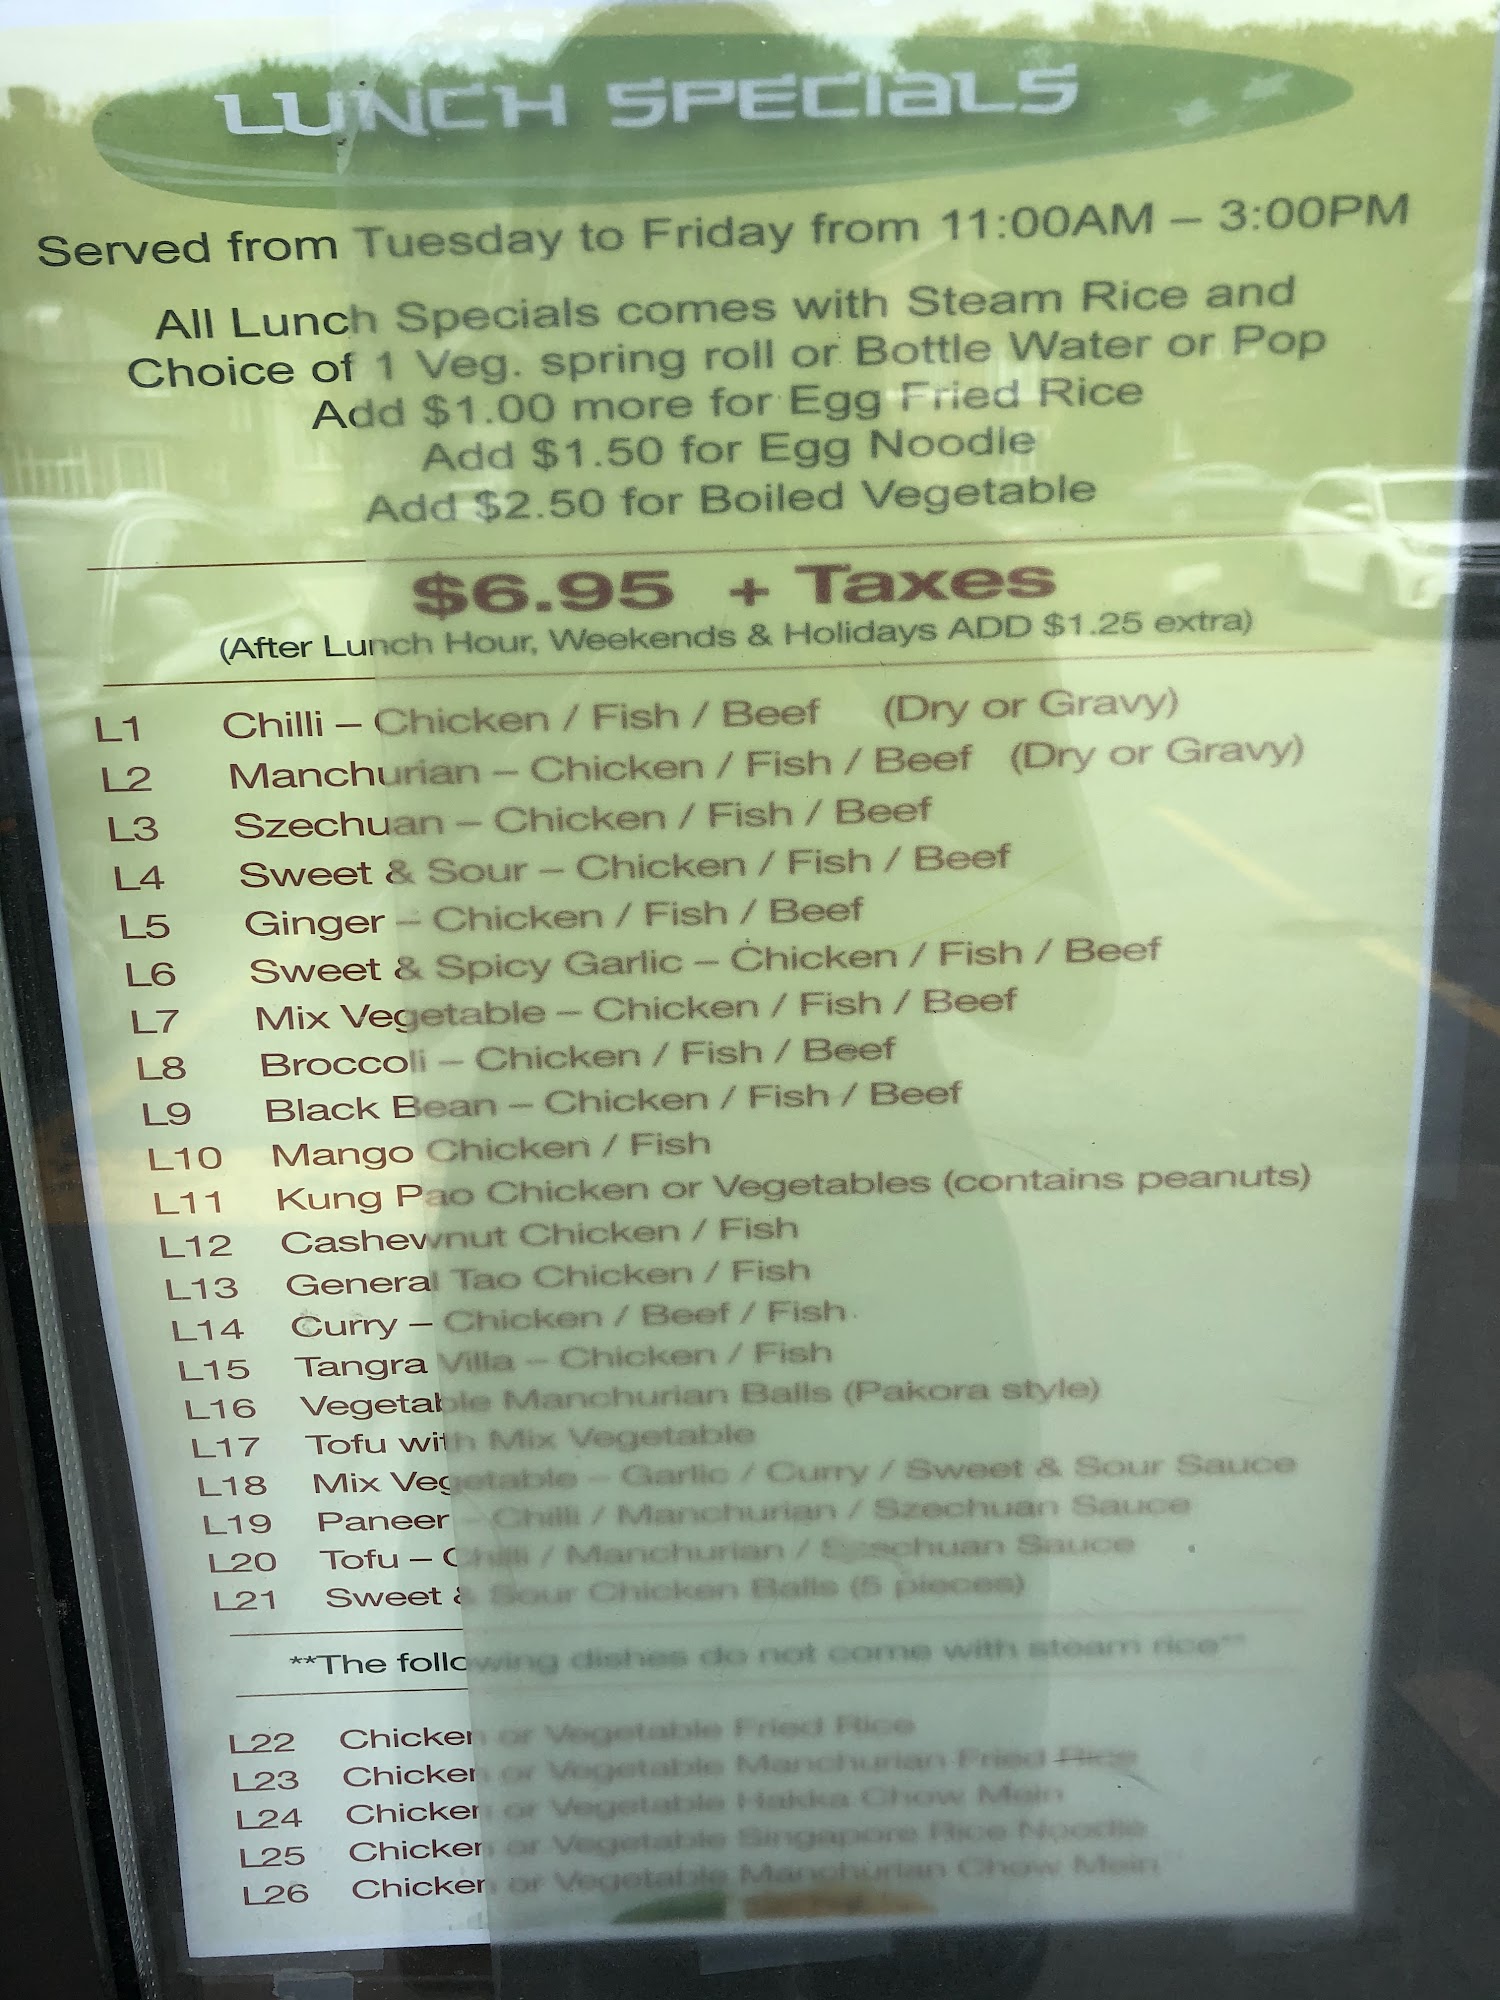 LUNCH SPECIALS
Served from Tuesday to Friday from 11:00AM – 3:00PM
All Lunch Specials comes with Steam Rice and
Choice of 1 Veg. spring roll or Bottle Water or Pop
Add $1.00 more for Egg Fried Rice
Add $1.50 for Egg Noodle
Add $2.50 for Boiled Vegetable
$6.95 + Taxes
(After Lunch Hour, Weekends & Holidays ADD $1.25 extra)
L1 Chilli – Chicken / Fish / Beef (Dry or Gravy)
L2 Manchurian – Chicken / Fish / Beef (Dry or Gravy)
L3 Szechuan – Chicken / Fish / Beef
L4 Sweet & Sour – Chicken / Fish / Beef
L5 Ginger – Chicken / Fish / Beef
L6 Sweet & Spicy Garlic – Chicken / Fish / Beef
L7 Mix Vegetable – Chicken / Fish / Beef
L8 Broccoli – Chicken / Fish / Beef
L9 Black Bean – Chicken / Fish / Beef
L10 Mango Chicken / Fish
L11 Kung Pao Chicken or Vegetables (contains peanuts)
L12 Cashewnut Chicken / Fish
L13 General Tao Chicken / Fish
L14 Curry – Chicken / Beef / Fish
L15 Tangra Villa – Chicken / Fish
L16 Vegetable Manchurian Balls (Pakora style)
L17 Tofu with Mix Vegetable
L18 Mix Vegetable – Garlic / Curry / Sweet & Sour Sauce
L19 Paneer – Chilli / Manchurian / Szechuan Sauce
L20 Tofu – Chilli / Manchurian / Szechuan Sauce
L21 Sweet & Sour Chicken Balls (5 pieces)
**The following dishes do not come with steam rice**
L22 Chicken or Vegetable Fried Rice
L23 Chicken or Vegetable Manchurian Fried Rice
L24 Chicken or Vegetable Hakka Chow Mein
L25 Chicken or Vegetable Singapore Rice Noodle
L26 Chicken or Vegetable Manchurian Chow Mein